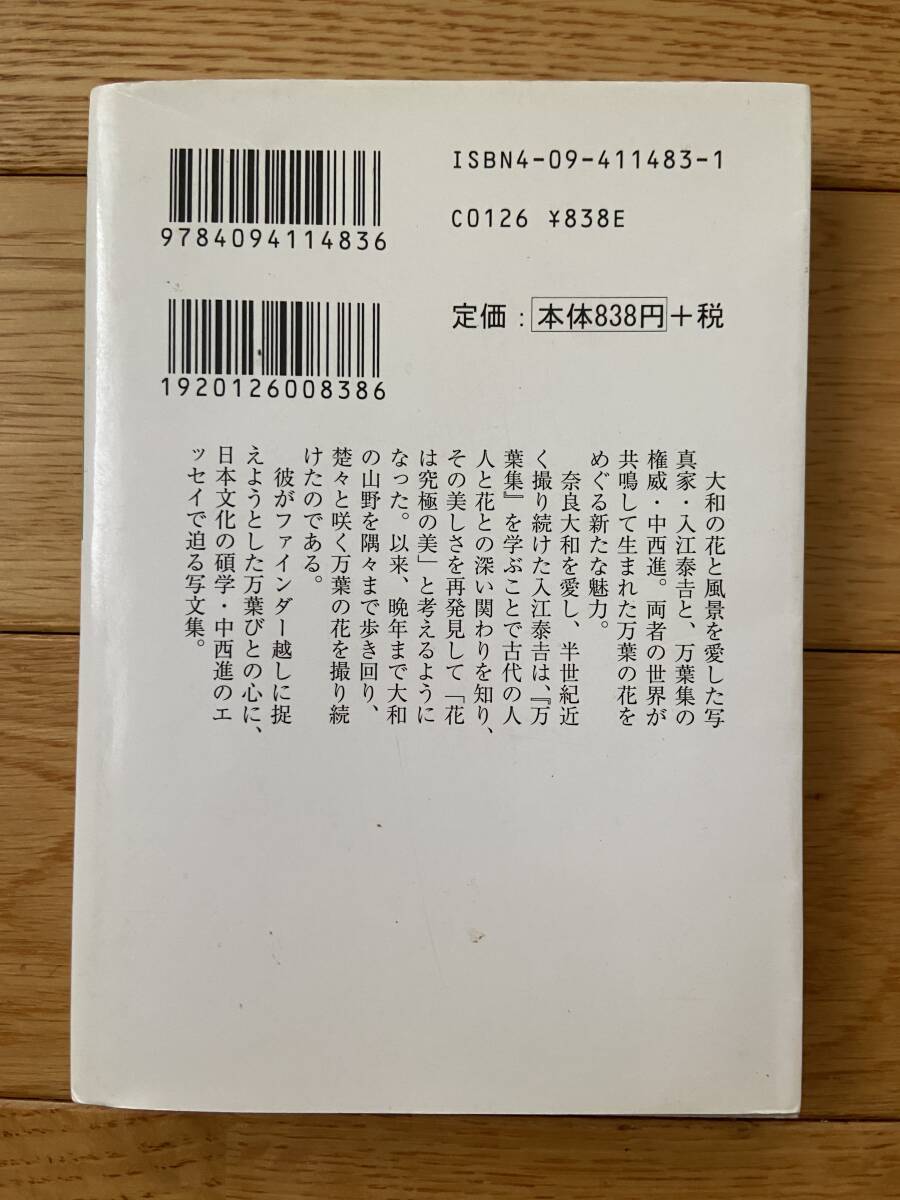 9784094114836
ISBN4-09-411483-1
C0126 ¥838E
1920126008386
定価：本体838円+税
大和の花と風景を愛した写
真家・入江泰𠮷と、万葉集の
権威・中西進。両者の世界が
共鳴して生まれた万葉の花を
めぐる新たな魅力。
奈良大和を愛し、半世紀近
く撮り続けた入江泰𠮷は、『万
葉集』を学ぶことで古代の人
人と花との深い関わりを知り、
その美しさを再発見して「花
は究極の美」と考えるように
なった。以来、晩年まで大和
の山野を隅々まで歩き回り、
楚々と咲く万葉の花を撮り続
けたのである。
彼がファインダー越しに捉
えようとした万葉びとの心に、
日本文化の碩学・中西進のエ
ッセイで迫る写文集。